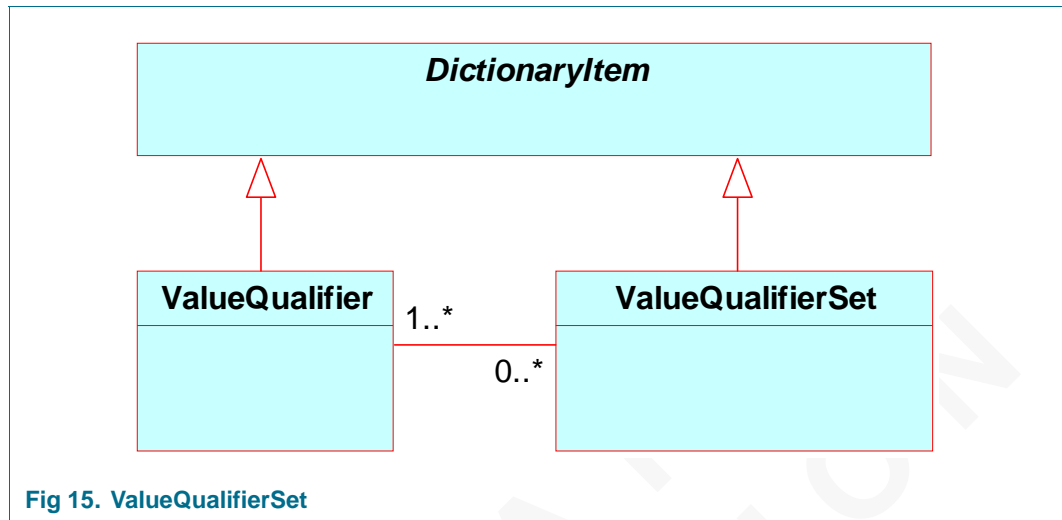 DictionaryItem
ValueQualifier
ValueQualifierSet
1..*
0..*
Fig 15. ValueQualifierSet